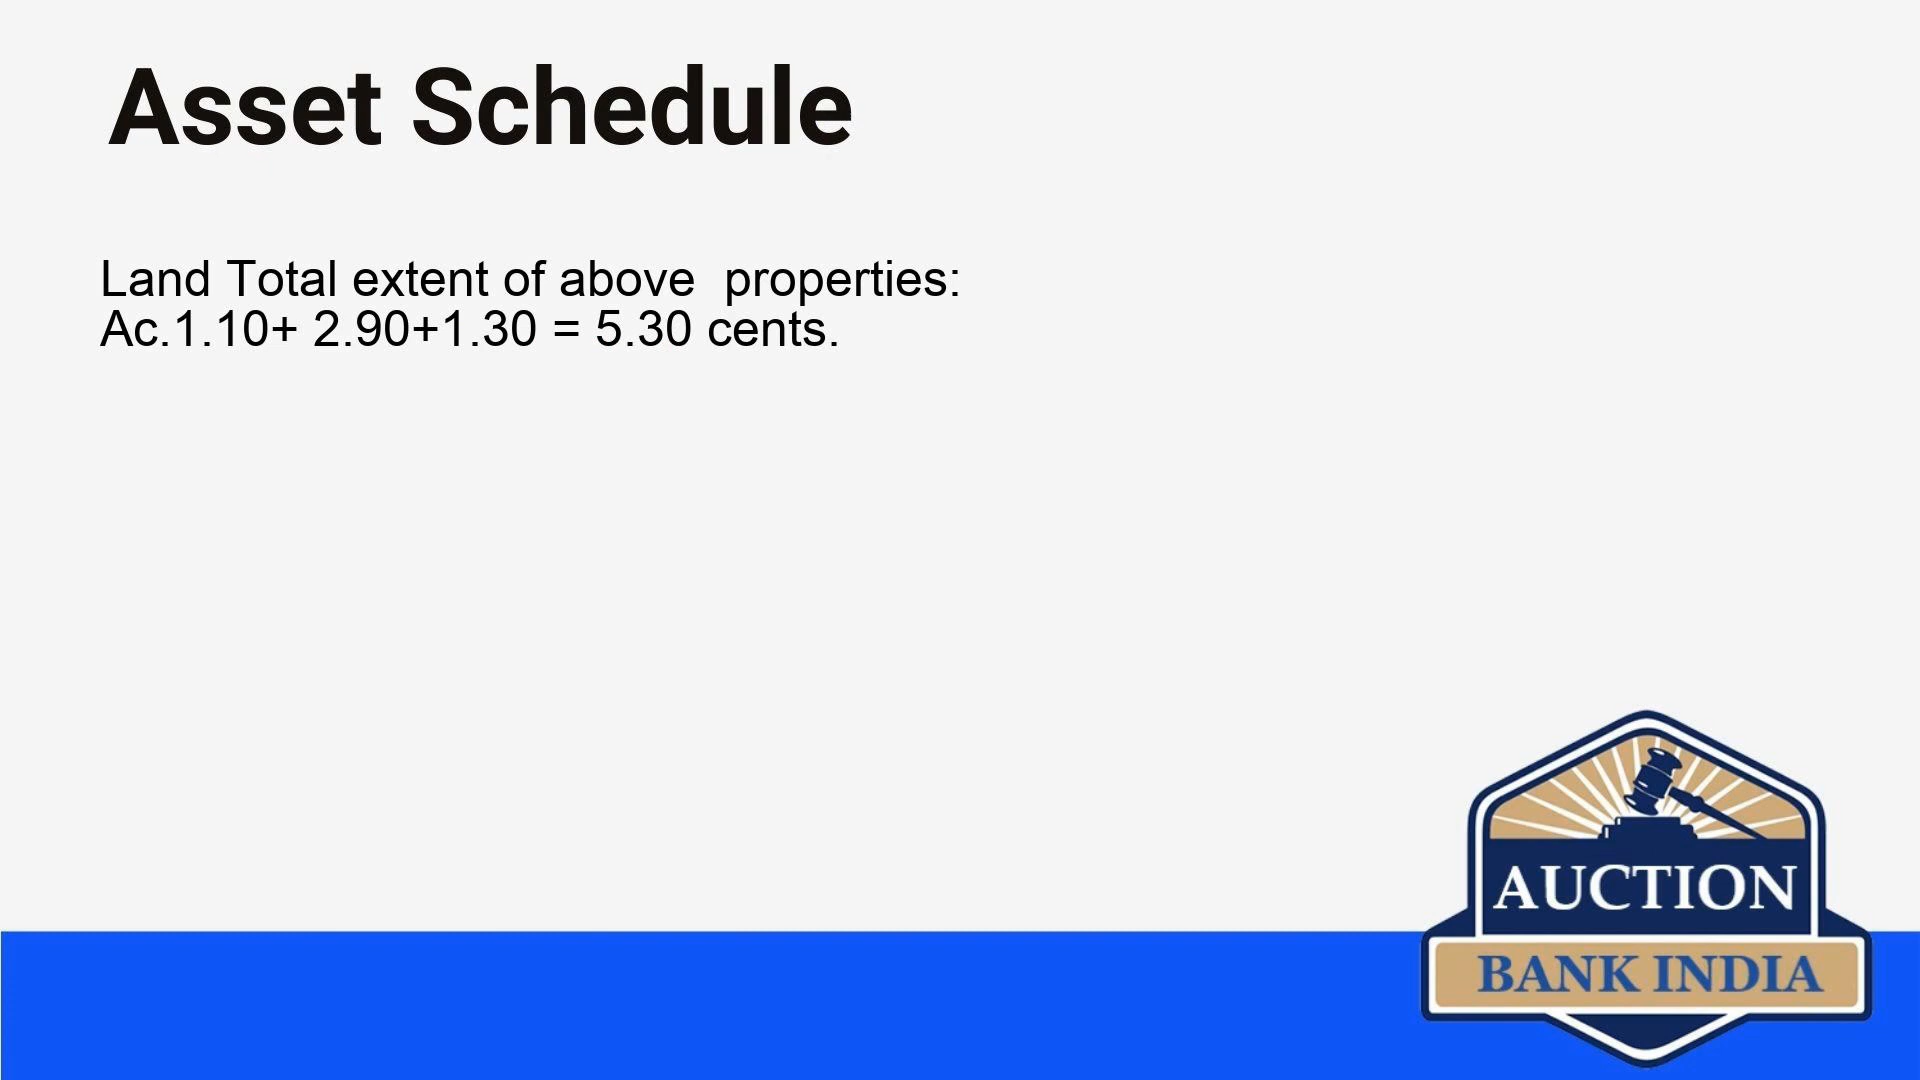 Asset Schedule
Land Total extent of above  properties:
Ac.1.10+ 2.90+1.30 = 5.30 cents.
AUCTION
BANK INDIA